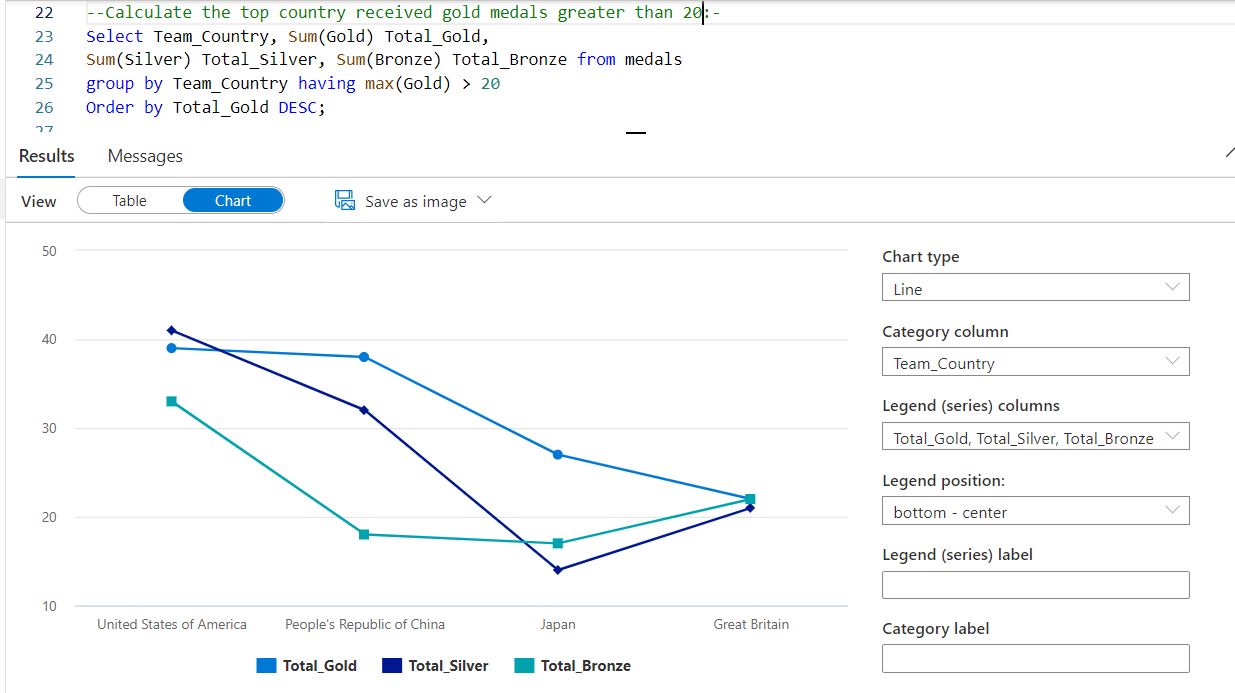 22 --Calculate the top country received gold medals greater than 20:-
23 Select Team_Country, Sum(Gold) Total_Gold,
24 Sum(Silver) Total_Silver, Sum(Bronze) Total_Bronze from medals
25 group by Team_Country having max(Gold) > 20
26 Order by Total_Gold DESC;
27
Results Messages
View Table Chart Save as image
50
40
30
20
10
United States of America People's Republic of China Japan Great Britain
Total_Gold Total_Silver Total_Bronze
Chart type
Line
Category column
Team_Country
Legend (series) columns
Total_Gold, Total_Silver, Total_Bronze
Legend position:
bottom - center
Legend (series) label
Category label